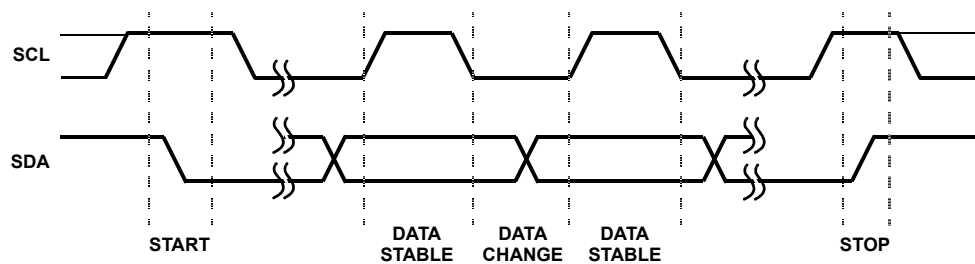 SCL
SDA
START
DATA
STABLE
DATA
CHANGE
DATA
STABLE
STOP